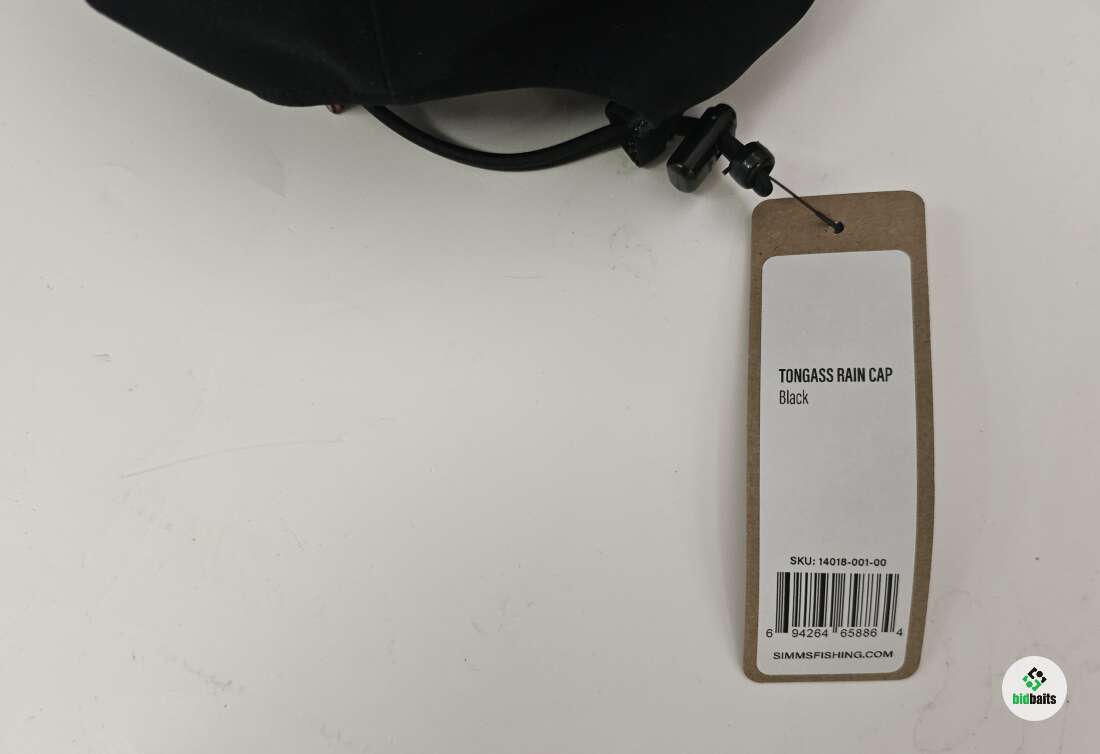 TONGASS RAIN CAP
Black
SKU: 14018-001-00
6 94264 65886 4
SIMMSFISHING.COM
bidbaits